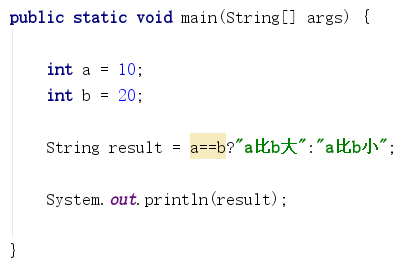 public static void main(String[] args) {
int a = 10;
int b = 20;
String result = a==b?"a比b大":"a比b小";
System.out.println(result);
}